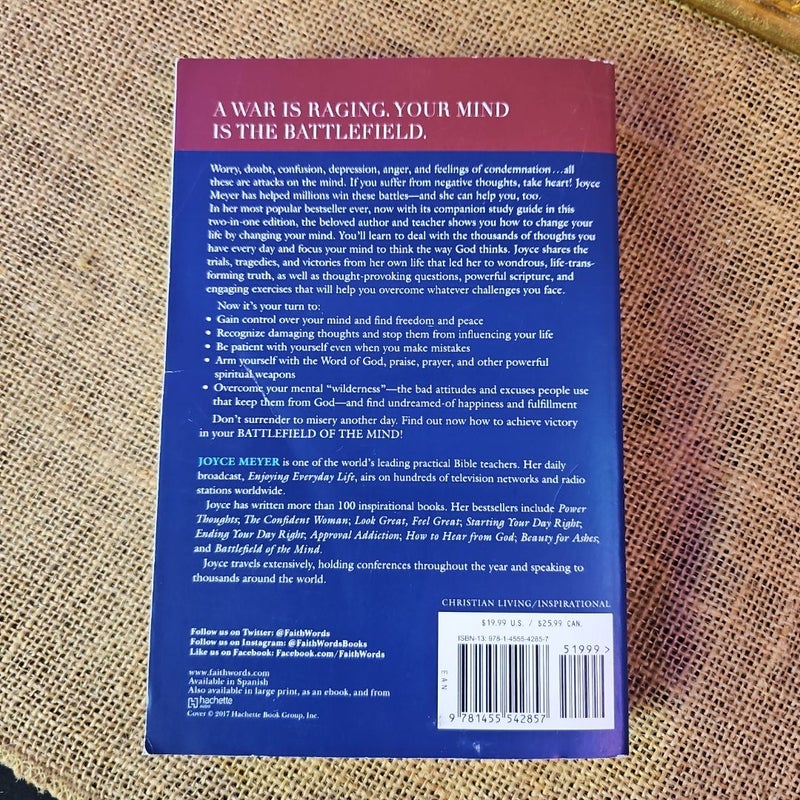 A WAR IS RAGING. YOUR MIND
IS THE BATTLEFIELD.
Worry, doubt, confusion, depression, anger, and feelings of condemnation...all
these are attacks on the mind. If you suffer from negative thoughts, take heart! Joyce
Meyer has helped millions win these battles—and she can help you, too.
In her most popular bestseller ever, now with its companion study guide in this
two-in-one edition, the beloved author and teacher shows you how to change your
life by changing your mind. You'll learn to deal with the thousands of thoughts you
have every day and focus your mind to think the way God thinks. Joyce shares the
trials, tragedies, and victories from her own life that led her to wondrous, life-trans-
forming truth, as well as thought-provoking questions, powerful scripture, and
engaging exercises that will help you overcome whatever challenges you face.
Now it's your turn to:
• Gain control over your mind and find freedom and peace
• Recognize damaging thoughts and stop them from influencing your life
• Be patient with yourself even when you make mistakes
• Arm yourself with the Word of God, praise, prayer, and other powerful
spiritual weapons
• Overcome your mental "wilderness"—the bad attitudes and excuses people use
that keep them from God—and find undreamed-of happiness and fulfillment
Don't surrender to misery another day. Find out now how to achieve victory
in your BATTLEFIELD OF THE MIND!
JOYCE MEYER is one of the world's leading practical Bible teachers. Her daily
broadcast, Enjoying Everyday Life, airs on hundreds of television networks and radio
stations worldwide.
Joyce has written more than 100 inspirational books. Her bestsellers include Power
Thoughts; The Confident Woman; Look Great, Feel Great; Starting Your Day Right;
Ending Your Day Right; Approval Addiction; How to Hear from God; Beauty for Ashes;
and Battlefield of the Mind.
Joyce travels extensively, holding conferences throughout the year and speaking to
thousands around the world.
CHRISTIAN LIVING/INSPIRATIONAL
$19.99 U.S. / $25.99 CAN.
ISBN-13: 978-1-4555-4285-7
51999 >
EAN
9 781455 542857
Follow us on Twitter: @FaithWords
Follow us on Instagram: @FaithWordsBooks
Like us on Facebook: Facebook.com/FaithWords
www.faithwords.com
Available in Spanish
Also available in large print, as an ebook, and from
hachette
audio
Cover © 2017 Hachette Book Group, Inc.